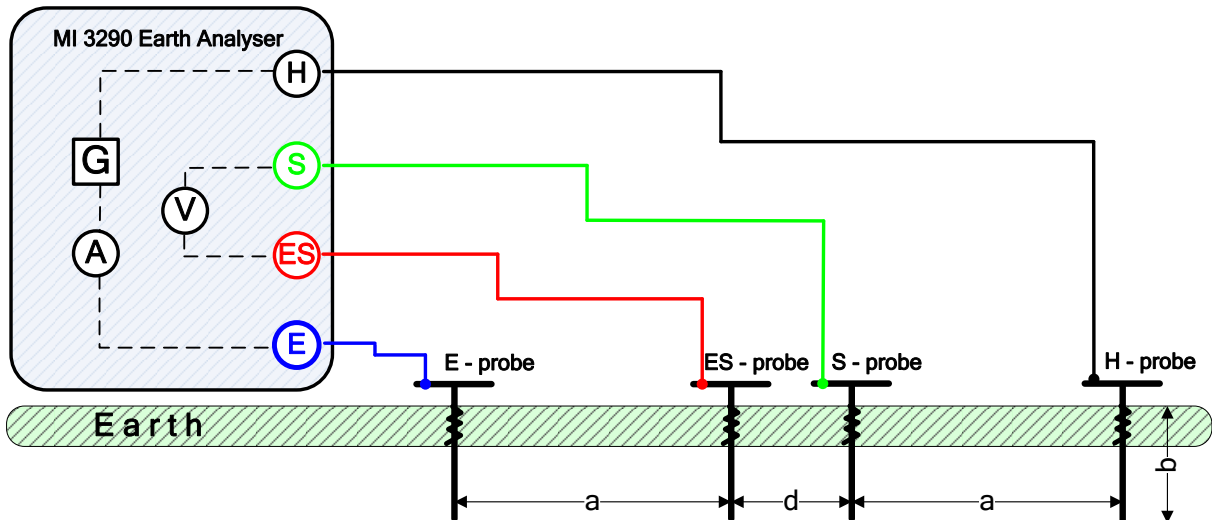 MI 3290 Earth Analyser
H
G
S
V
A
ES
E
E - probe
ES - probe
S - probe
H - probe
Earth
a
d
a
b